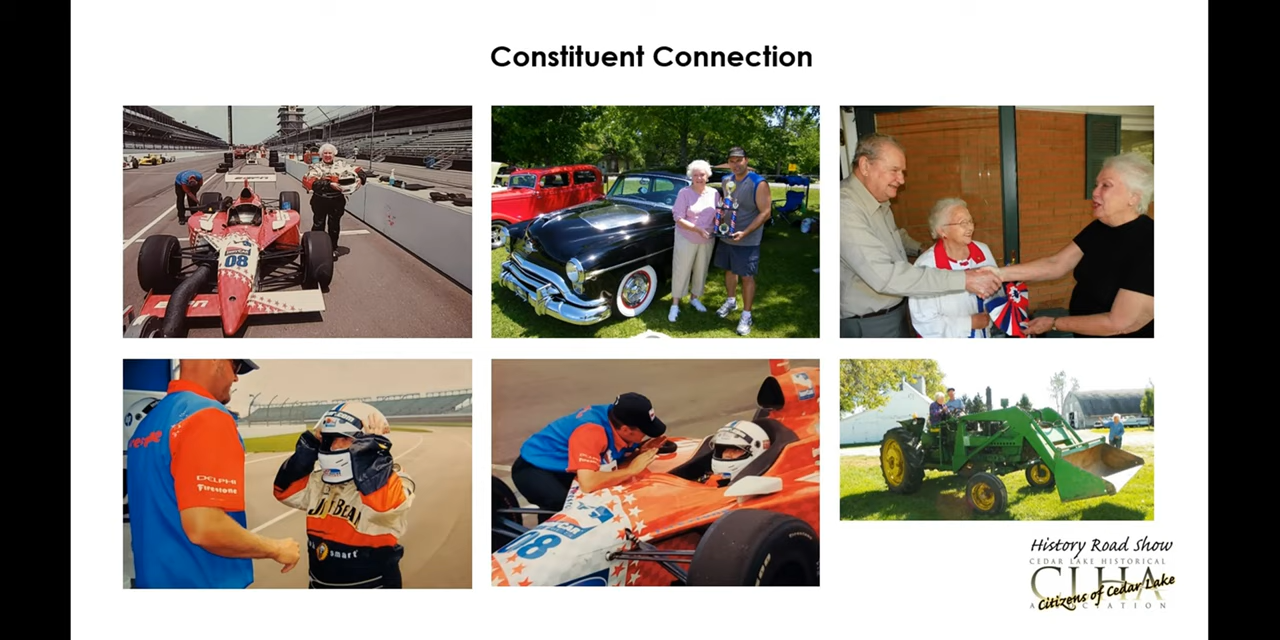 Constituent Connection
08
DELPHI
Firestone
JIM BEAM
smart
08
History Road Show
CEDAR LAKE HISTORICAL
CLHA
Citizens of Cedar Lake
ASSOCIATION